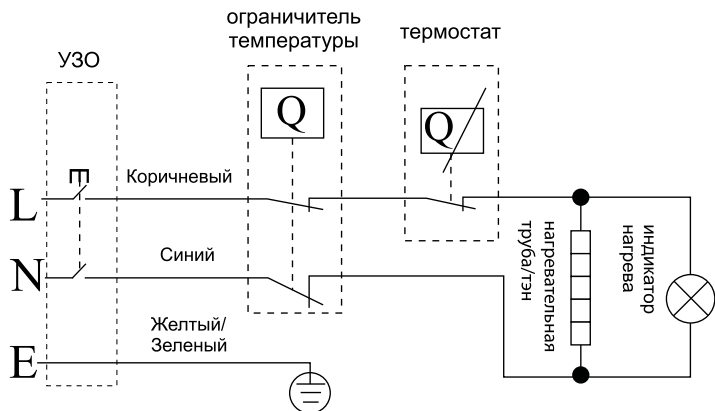 ограничитель
температуры
термостат
УЗО
Q
Q
L
Коричневый
N
Синий
E
Желтый/
Зеленый
нагревательная
труба/тэн
индикатор
нагрева